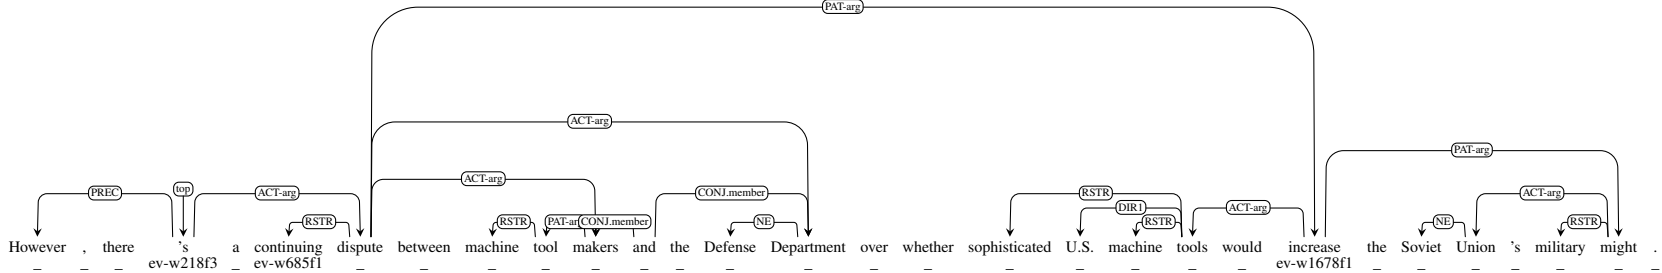 PAT-arg
ACT-arg
PAT-arg
ACT-arg
PREC top ACT-arg CONJ.member RSTR ACT-arg
DIR1 ACT-arg
RSTR RSTR PAT-ar CONJ.member NE RSTR NE RSTR
However , there 's a continuing dispute between machine tool makers and the Defense Department over whether sophisticated U.S. machine tools would increase the Soviet Union 's military might .
_ _ _ ev-w218f3 _ ev-w685f1 _ _ _ _ _ _ _ _ _ _ _ _ _ _ _ _ ev-w1678f1 _ _ _ _ _ _ _